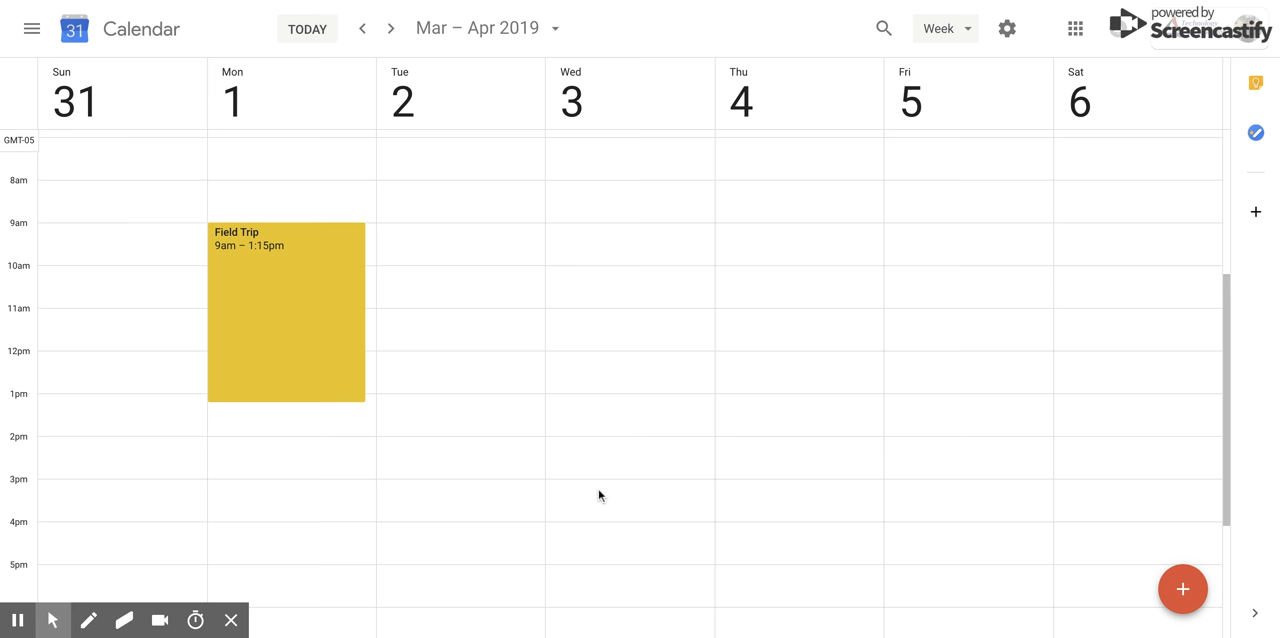 31
Calendar
TODAY
Mar – Apr 2019
Week
powered by
Screencastify
Technology
Sun
31
Mon
1
Tue
2
Wed
3
Thu
4
Fri
5
Sat
6
GMT-05
8am
9am
10am
11am
12pm
1pm
2pm
3pm
4pm
5pm
Field Trip
9am – 1:15pm